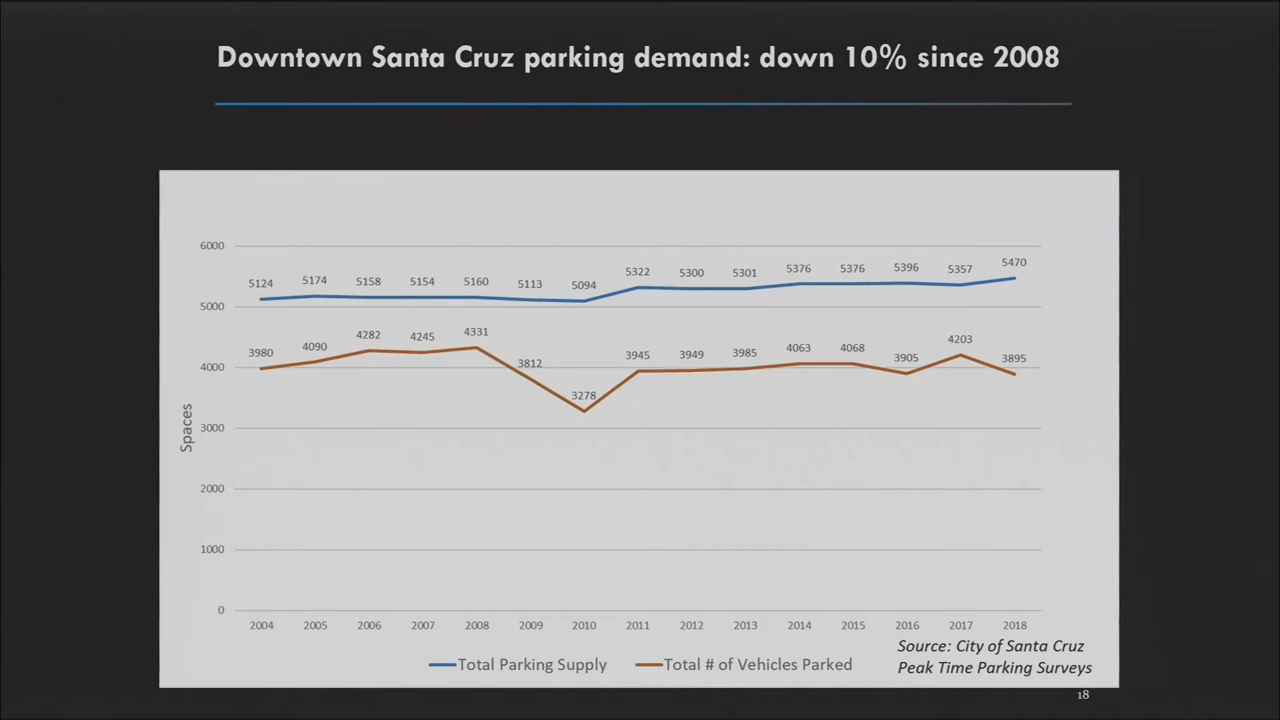 Downtown Santa Cruz parking demand: down 10% since 2008
6000
5124 5174 5158 5154 5160 5113 5094 5322 5300 5301 5376 5376 5396 5357 5470
5000
3980 4090 4282 4245 4331 3812 3278 3945 3949 3985 4063 4068 3905 4203 3895
4000
Spaces
3000
2000
1000
0
2004 2005 2006 2007 2008 2009 2010 2011 2012 2013 2014 2015 2016 2017 2018
Total Parking Supply Total # of Vehicles Parked
Source: City of Santa Cruz
Peak Time Parking Surveys
18